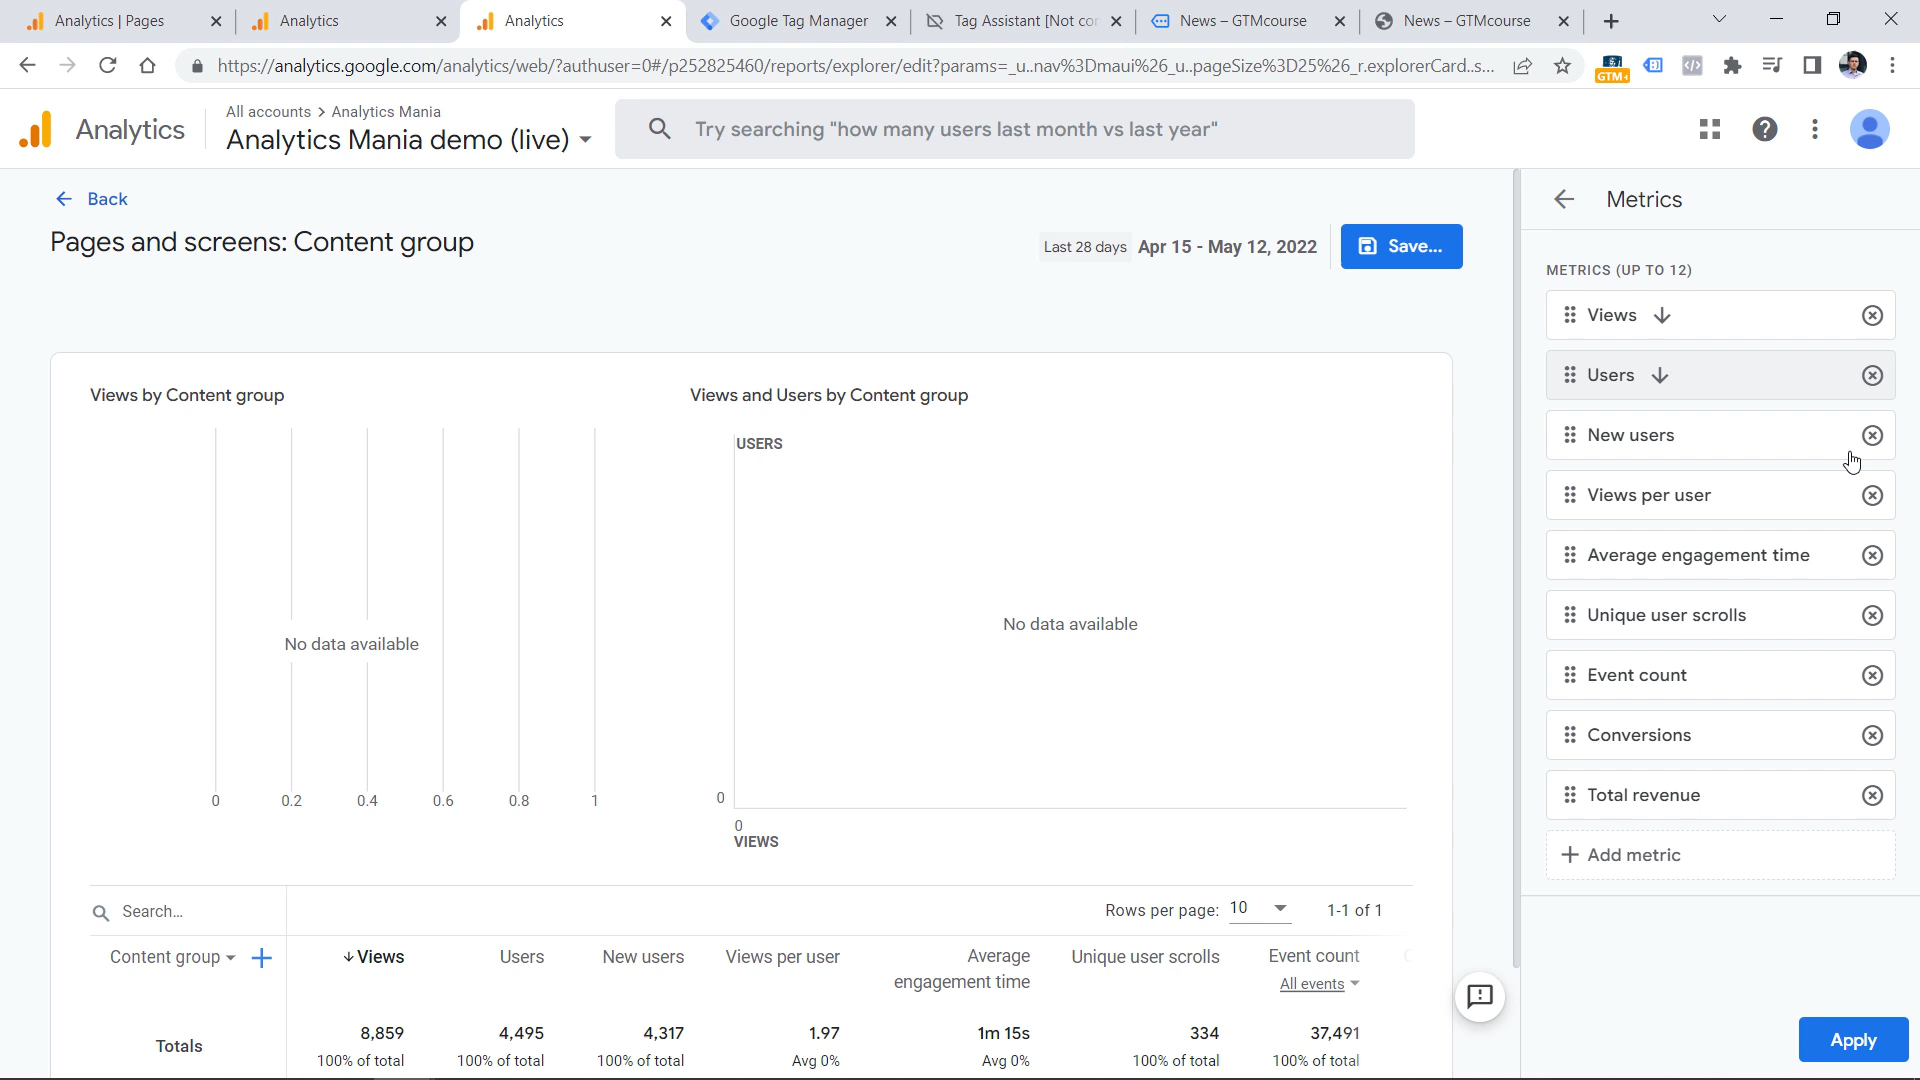 Analytics | Pages
Analytics
Analytics
Google Tag Manager
Tag Assistant [Not co
News – GTMcourse
News – GTMcourse
https://analytics.google.com/analytics/web/?authuser=0#/p252825460/reports/explorer/edit?params=_u..nav%3Dmaui%26_u..pageSize%3D25%26_r.explorerCard..s...
GTM
Analytics
All accounts > Analytics Mania
Analytics Mania demo (live)
Try searching "how many users last month vs last year"
Back
Pages and screens: Content group
Last 28 days Apr 15 - May 12, 2022
Save...
Views by Content group
No data available
0 0.2 0.4 0.6 0.8 1
Views and Users by Content group
USERS
No data available
0
0
VIEWS
Search...
Rows per page: 10 1-1 of 1
Content group
Views
Users
New users
Views per user
Average
engagement time
Unique user scrolls
Event count
All events
Totals
8,859
100% of total
4,495
100% of total
4,317
100% of total
1.97
Avg 0%
1m 15s
Avg 0%
334
100% of total
37,491
100% of total
Metrics
METRICS (UP TO 12)
Views
Users
New users
Views per user
Average engagement time
Unique user scrolls
Event count
Conversions
Total revenue
Add metric
Apply